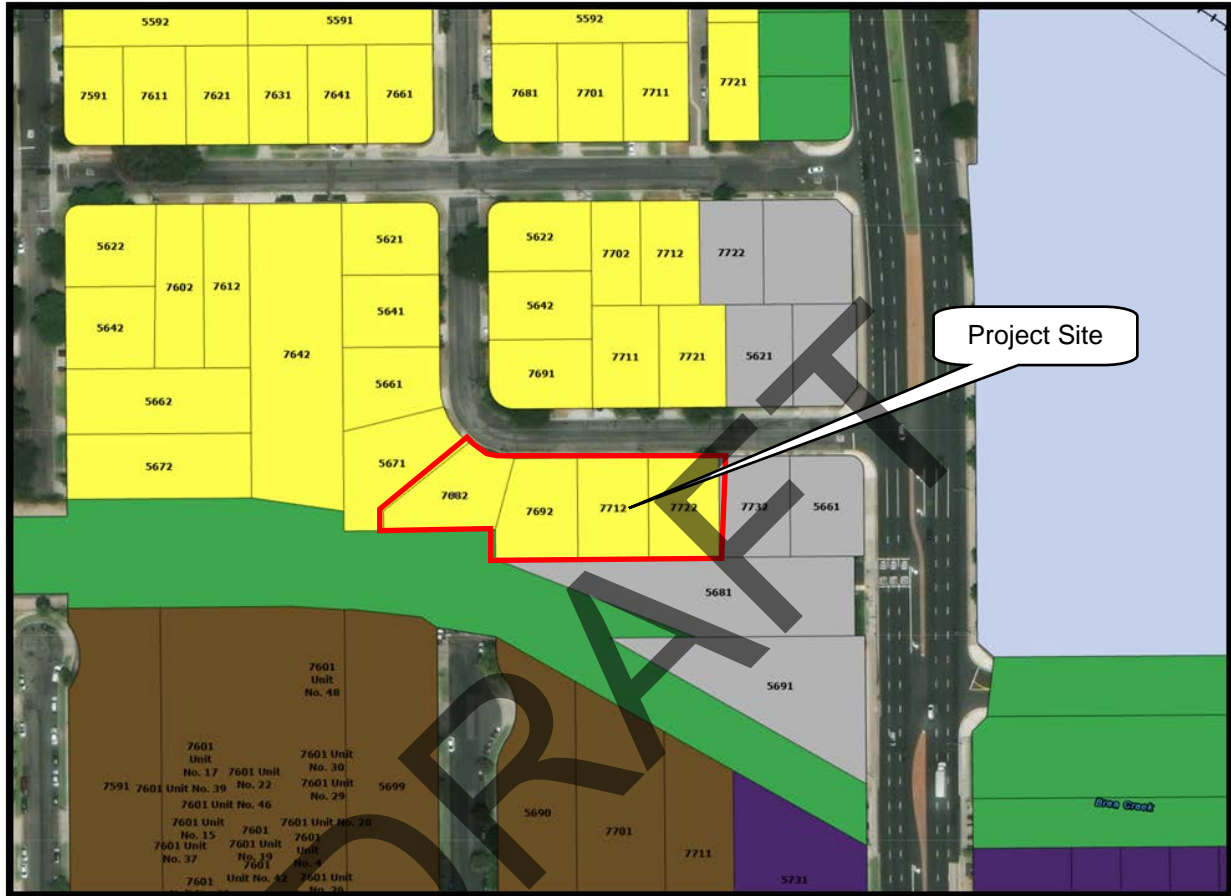 5592
5591
5592
7591
7611
7621
7631
7641
7661
7681
7701
7711
7721
5622
7602
7612
5621
5622
7702
7712
7722
5642
7642
5641
5642
7711
7721
5621
Project Site
5662
5661
7691
5672
5671
7692
7712
7722
7732
5661
5681
5691
7601
Unit
No. 48
7601
Unit
No. 17
7601 Unit
No. 22
7601 Unit
No. 30
7591
7601 Unit No. 39
7601 Unit
No. 29
5699
7601 Unit No. 46
7601 Unit
No. 15
7601
Unit
No. 19
7601 Unit No. 28
7601
Unit
No. 4
7601 Unit
No. 37
7601
Unit No. 42
7601
7601 Unit
No. 26
5690
7701
7711
5731
Brea Creek
DRAFT